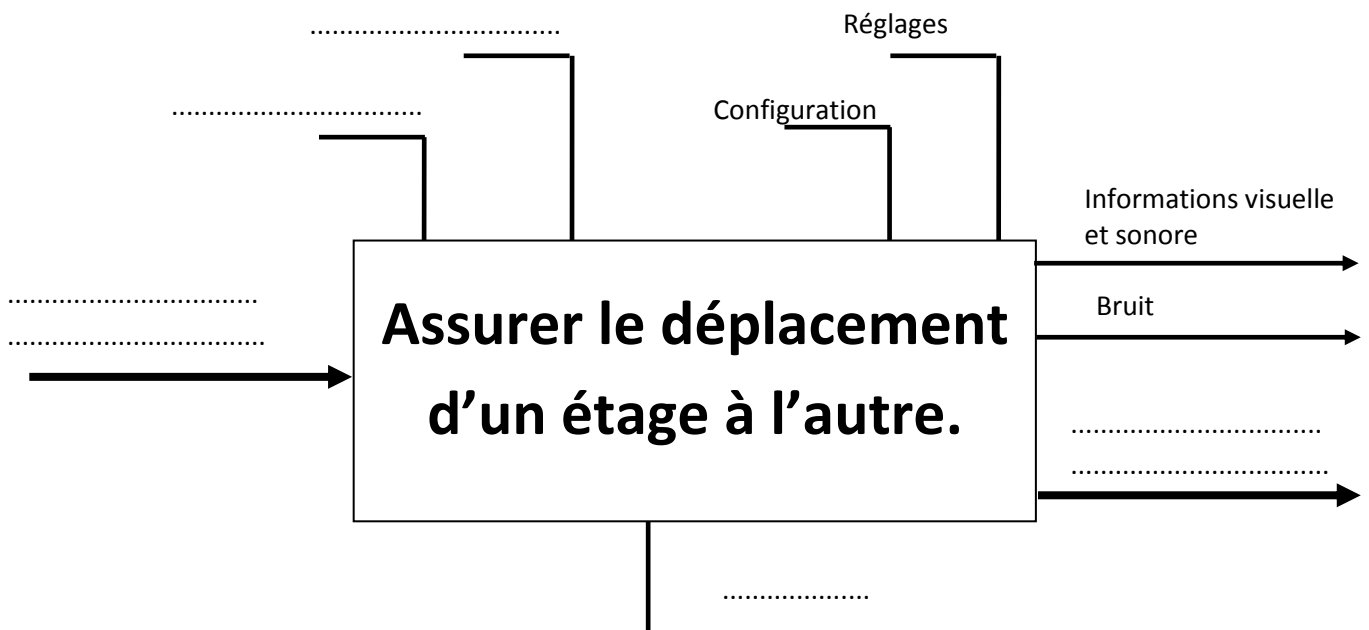 ..................................
Réglages
..................................
Configuration
Informations visuelle
et sonore
..................................
Bruit
...................................
Assurer le déplacement
d’un étage à l’autre.
..................................
...................................
....................